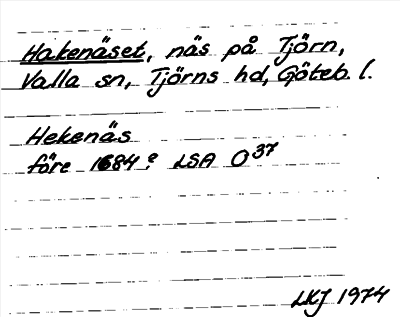 Hakenäset, näs på Tjörn,
Valla sn, Tjörns hd, Göteb. l.
Hekenäs
före 1684? LSA O37
LKJ 1974